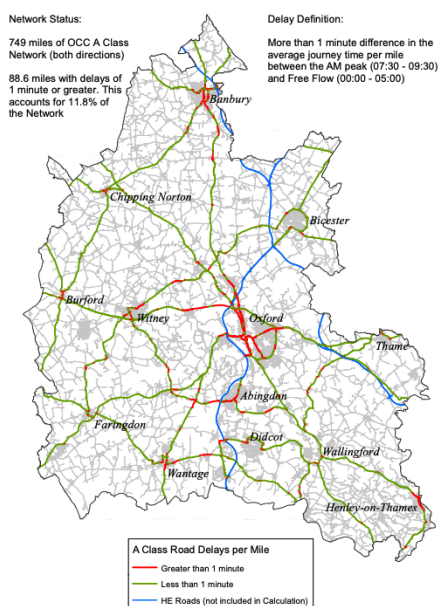 Network Status:
749 miles of OCC A Class
Network (both directions)
88.6 miles with delays of
1 minute or greater. This
accounts for 11.8% of
the Network
Delay Definition:
More than 1 minute difference in the
average journey time per mile
between the AM peak (07:30 - 09:30)
and Free Flow (00:00 - 05:00)
Banbury
Chipping Norton
Bicester
Burford
Witney
Oxford
Thame
Abingdon
Faringdon
Didcot
Wallingford
Wantage
Henley-on-Thames
A Class Road Delays per Mile
Greater than 1 minute
Less than 1 minute
HE Roads (not included in Calculation)